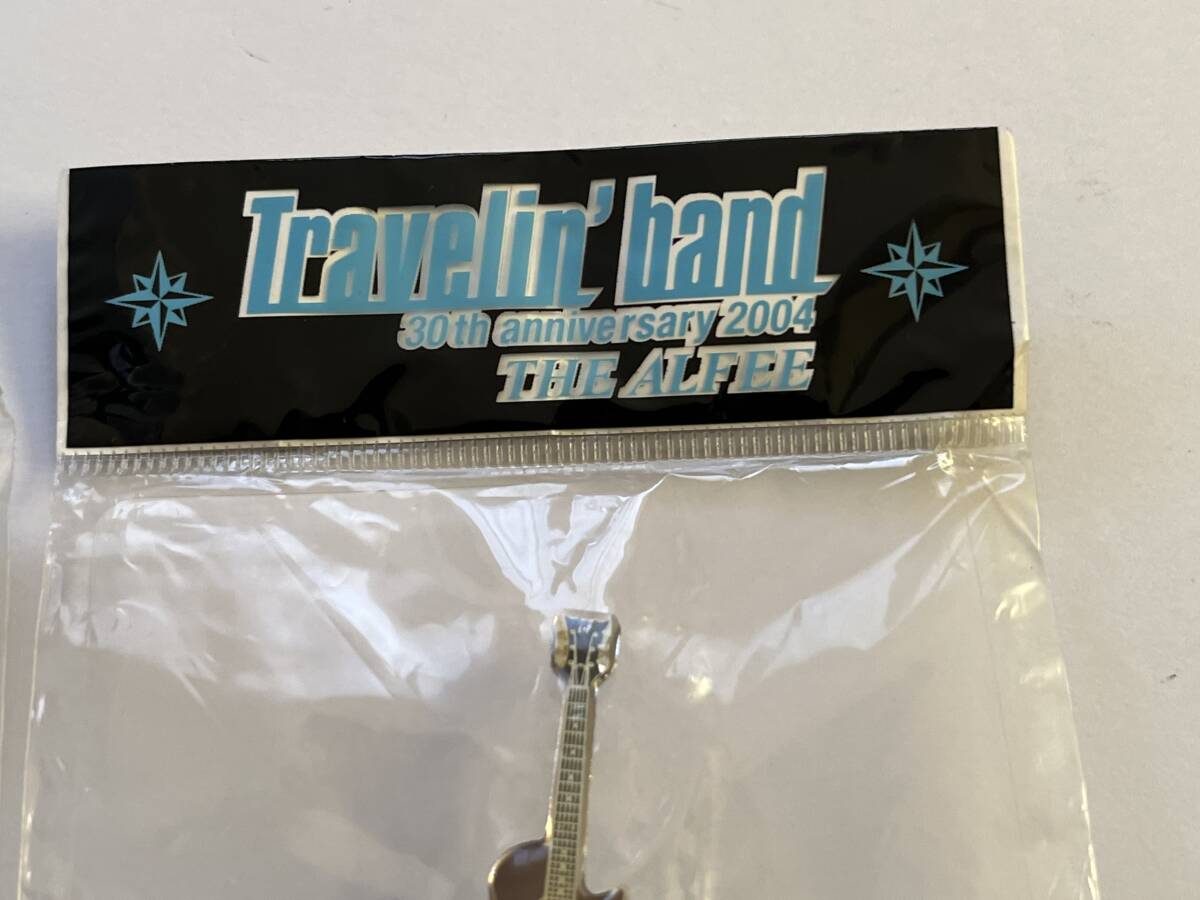 Travelin' band
30th anniversary 2004
THE ALFEE